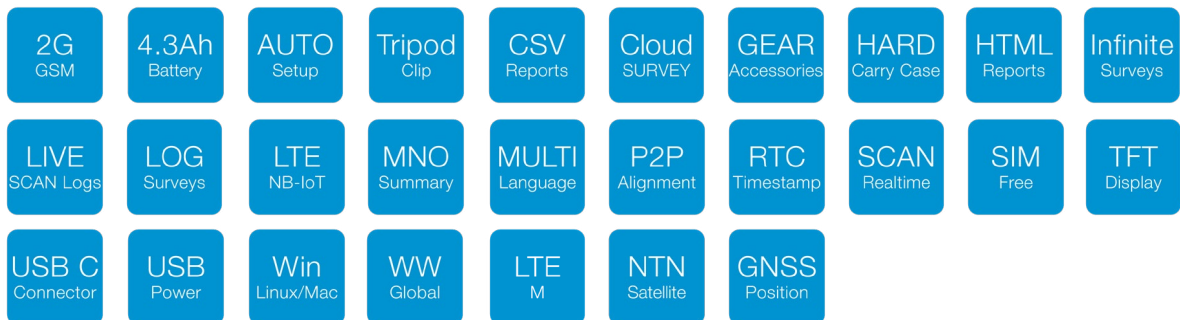 2G
GSM
4.3Ah
Battery
AUTO
Setup
Tripod
Clip
CSV
Reports
Cloud
SURVEY
GEAR
Accessories
HARD
Carry Case
HTML
Reports
Infinite
Surveys
LIVE
SCAN Logs
LOG
Surveys
LTE
NB-IoT
MNO
Summary
MULTI
Language
P2P
Alignment
RTC
Timestamp
SCAN
Realtime
SIM
Free
TFT
Display
USB C
Connector
USB
Power
Win
Linux/Mac
WW
Global
LTE
M
NTN
Satellite
GNSS
Position